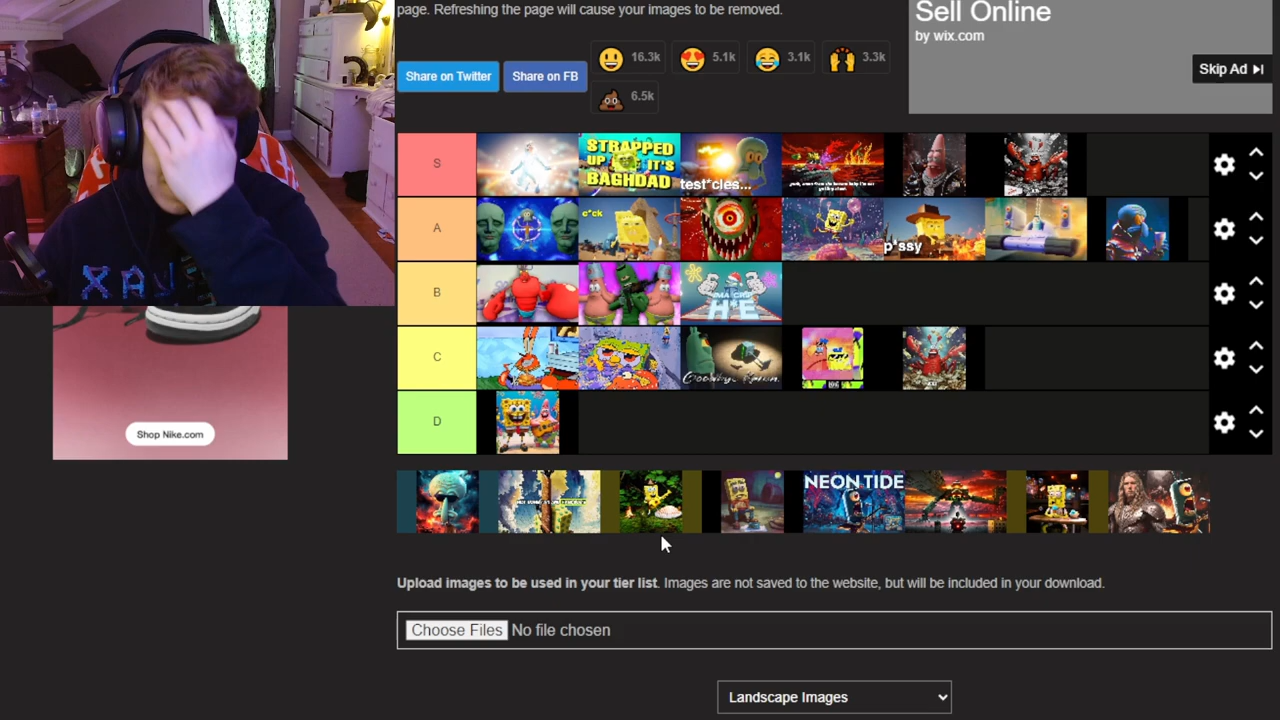 page. Refreshing the page will cause your images to be removed.
Sell Online
by wix.com
Skip Ad
Share on Twitter
Share on FB
16.3k
5.1k
3.1k
3.3k
6.5k
S
STRAPPED
UP
IT'S
BAGHDAD
test*cles...
A
c*ck
p*ssy
B
H*E
C
D
NEON TIDE
Shop Nike.com
Upload images to be used in your tier list. Images are not saved to the website, but will be included in your download.
Choose Files No file chosen
Landscape Images